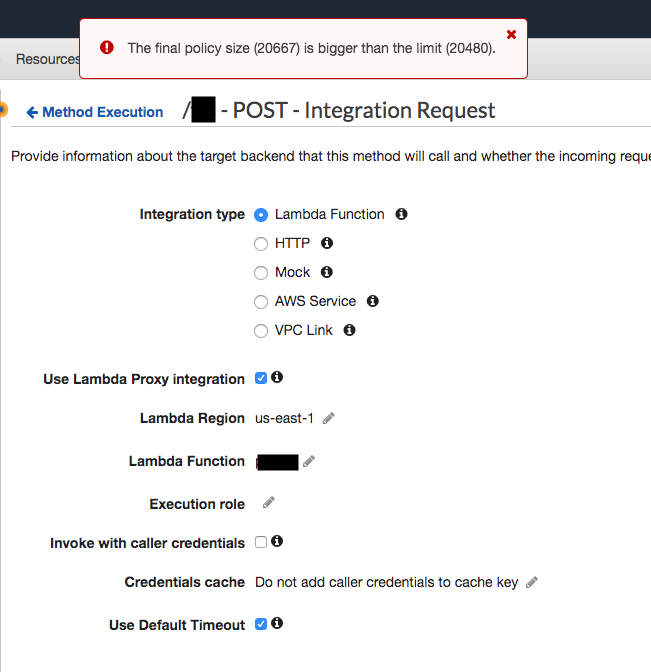 The final policy size (20667) is bigger than the limit (20480).
Resources
Method Execution / - POST - Integration Request
Provide information about the target backend that this method will call and whether the incoming reque
Integration type Lambda Function
HTTP
Mock
AWS Service
VPC Link
Use Lambda Proxy integration
Lambda Region us-east-1
Lambda Function
Execution role
Invoke with caller credentials
Credentials cache Do not add caller credentials to cache key
Use Default Timeout